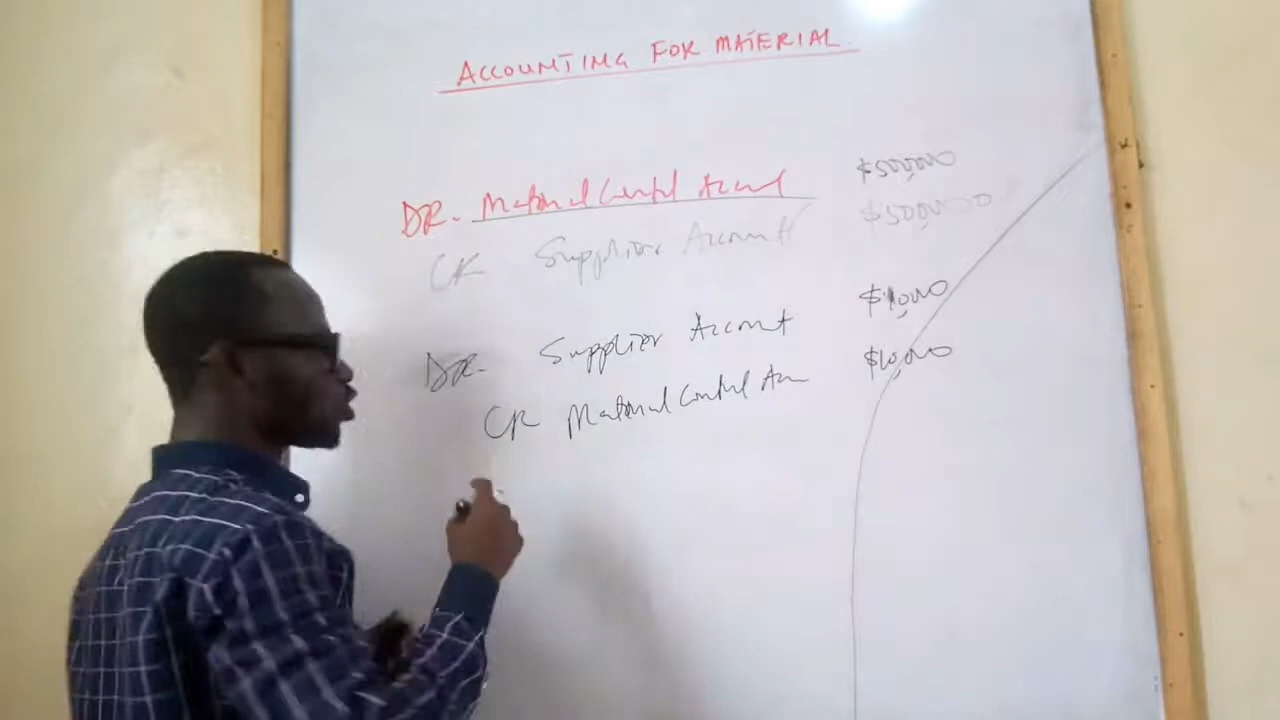 ACCOUNTING FOR MATERIAL
DR. Material Control Account $500,000
CR Supplier Account $500,000
DR. Supplier Account $10,000
CR Material Control Acc $10,000